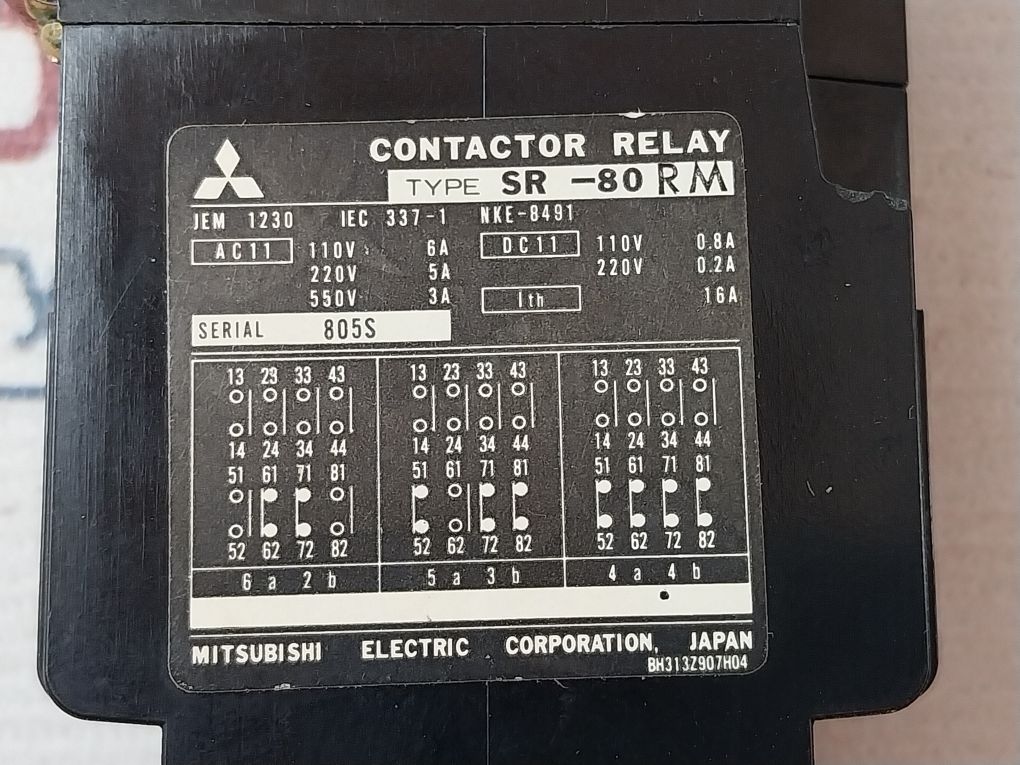 CONTACTOR RELAY
TYPE SR -80 RM
JEM 1230 IEC 337-1 NKE-8491
AC11 110V 6A DC11 110V 0.8A
220V 5A 220V 0.2A
550V 3A Ith 16A
SERIAL 805S
13 23 33 43 13 23 33 43 13 23 33 43
14 24 34 44 14 24 34 44 14 24 34 44
51 61 71 81 51 61 71 81 51 61 71 81
52 62 72 82 52 62 72 82 52 62 72 82
6 a 2 b 5 a 3 b 4 a 4 b
MITSUBISHI ELECTRIC CORPORATION, JAPAN
BH313Z907H04